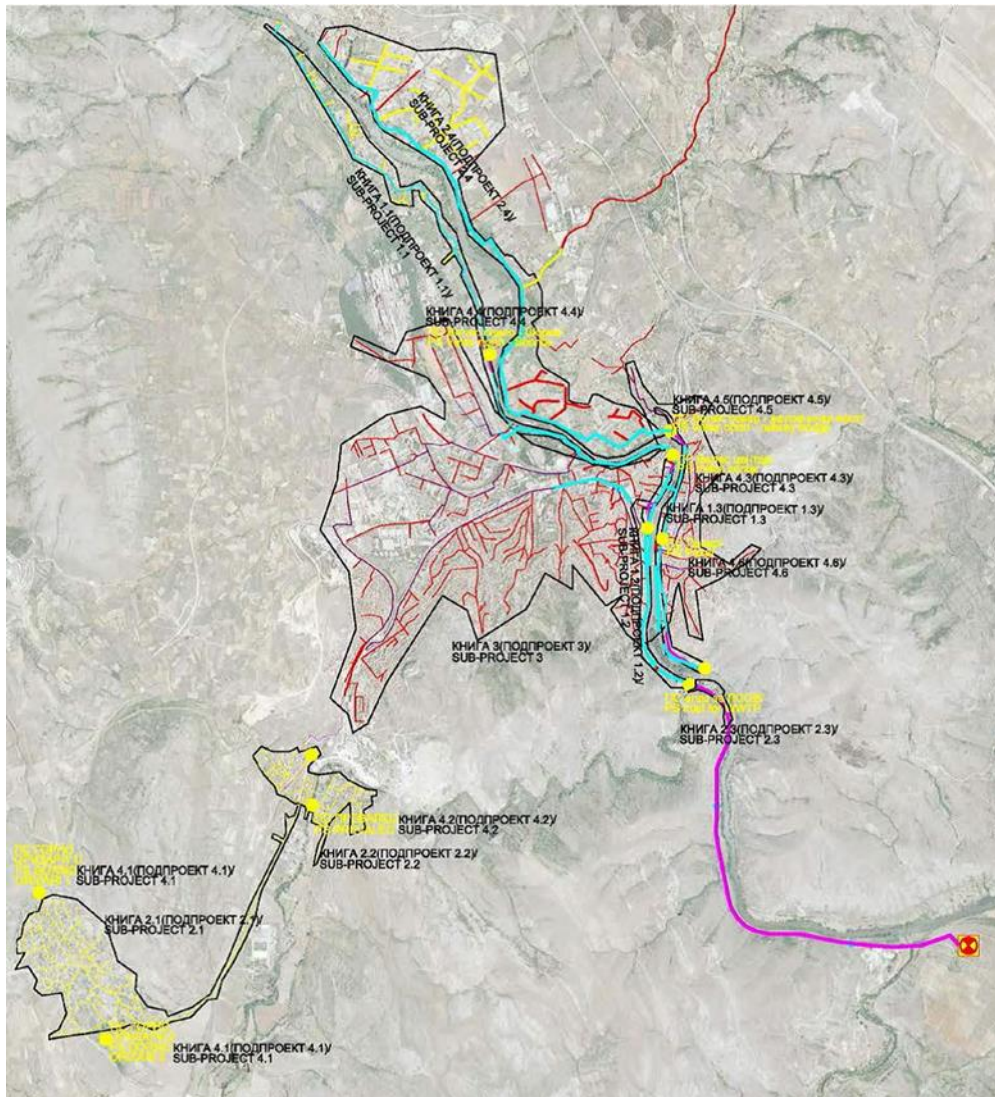 КНИГА 2.4(ПОДПРОЕКТ 2.4)/
SUB-PROJECT 2.4
КНИГА 1.1(ПОДПРОЕКТ 1.1)/
SUB-PROJECT 1.1
КНИГА 4.4(ПОДПРОЕКТ 4.4)/
SUB-PROJECT 4.4
КНИГА 4.5(ПОДПРОЕКТ 4.5)/
SUB-PROJECT 4.5
КНИГА 4.3(ПОДПРОЕКТ 4.3)/
SUB-PROJECT 4.3
КНИГА 1.3(ПОДПРОЕКТ 1.3)/
SUB-PROJECT 1.3
КНИГА 4.6(ПОДПРОЕКТ 4.6)/
SUB-PROJECT 4.6
КНИГА 1.2(ПОДПРОЕКТ 1.2)/
SUB-PROJECT 1.2
КНИГА 3(ПОДПРОЕКТ 3)/
SUB-PROJECT 3
КНИГА 2.3(ПОДПРОЕКТ 2.3)/
SUB-PROJECT 2.3
КНИГА 4.2(ПОДПРОЕКТ 4.2)/
SUB-PROJECT 4.2
КНИГА 2.2(ПОДПРОЕКТ 2.2)/
SUB-PROJECT 2.2
КНИГА 4.1(ПОДПРОЕКТ 4.1)/
SUB-PROJECT 4.1
КНИГА 2.1(ПОДПРОЕКТ 2.1)/
SUB-PROJECT 2.1
КНИГА 4.1(ПОДПРОЕКТ 4.1)/
SUB-PROJECT 4.1